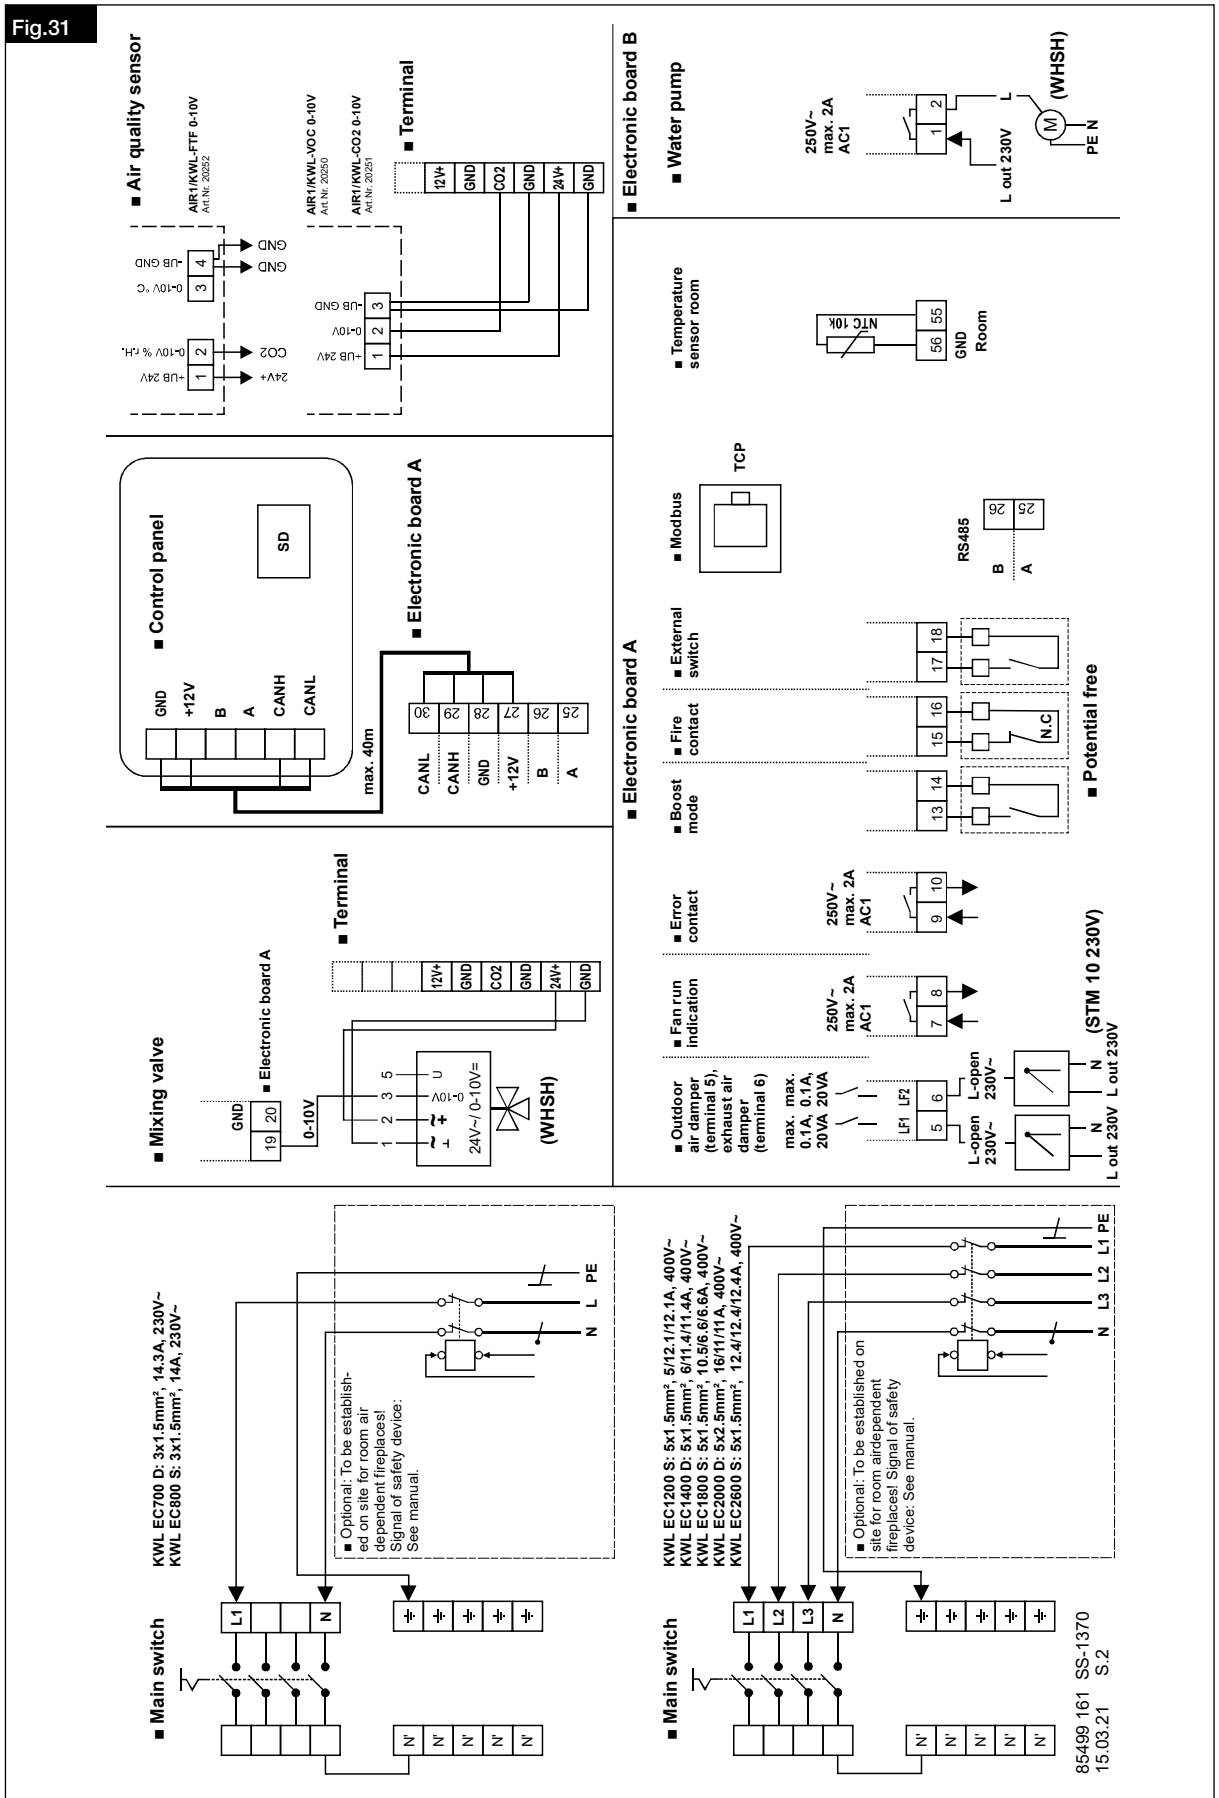 Fig.31
■ Main switch
KWL EC700 D: 3x1.5mm², 14.3A, 230V~
KWL EC800 S: 3x1.5mm², 14A, 230V~
■ Optional: To be establish-
ed on site for room air
dependent fireplaces!
Signal of safety device:
See manual.
L1
N
N' N' N' N' N'
PE
L
N
■ Mixing valve
GND
19 20
■ Electronic board A
0-10V
1 2 3 5
~ ~ 0-10V U
⊥ +
24V~/ 0-10V=
(WHSH)
■ Terminal
12V+
GND
CO2
GND
24V+
GND
■ Control panel
GND
+12V
B
A
CANH
CANL
SD
max. 40m
■ Electronic board A
CANL 30
CANH 29
GND 28
+12V 27
B 26
A 25
■ Air quality sensor
AIR1/KWL-FTF 0-10V
Art.Nr. 20252
+UB 24V
0-10V % r.H.
0-10V °C
-UB GND
1 2 3 4
24V+
CO2
GND
GND
AIR1/KWL-VOC 0-10V
Art.Nr. 20250
AIR1/KWL-CO2 0-10V
Art.Nr. 20251
+UB 24V
0-10V
-UB GND
1 2 3
■ Terminal
12V+
GND
CO2
GND
24V+
GND
■ Main switch
KWL EC1200 S: 5x1.5mm², 5/12.1/12.1A, 400V~
KWL EC1400 D: 5x1.5mm², 6/11.4/11.4A, 400V~
KWL EC1800 S: 5x1.5mm², 10.5/6.6/6.6A, 400V~
KWL EC2000 D: 5x2.5mm², 16/11/11A, 400V~
KWL EC2600 S: 5x1.5mm², 12.4/12.4/12.4A, 400V~
■ Optional: To be established on
site for room airdependent
fireplaces! Signal of safety
device: See manual.
L1
L2
L3
N
N' N' N' N' N'
N L3 L2 L1 PE
85499 161 SS-1370
15.03.21 S.2
■ Electronic board A
■ Outdoor
air damper
(terminal 5),
exhaust air
damper
(terminal 6)
max. max.
0.1A, 0.1A,
20VA 20VA
LF1 LF2
5 6
L-open
230V~
L-open
230V~
N
L out 230V
N
L out 230V
(STM 10 230V)
■ Fan run
indication
250V~
max. 2A
AC1
7 8
■ Error
contact
250V~
max. 2A
AC1
9 10
■ Boost
mode
13 14
■ Fire
contact
15 16
N.C
■ External
switch
17 18
■ Potential free
■ Modbus
TCP
RS485
B 26
A 25
■ Temperature
sensor room
NTC 10k
56 55
GND
Room
■ Electronic board B
■ Water pump
250V~
max. 2A
AC1
1 2
L out 230V
L
M
PE N
(WHSH)